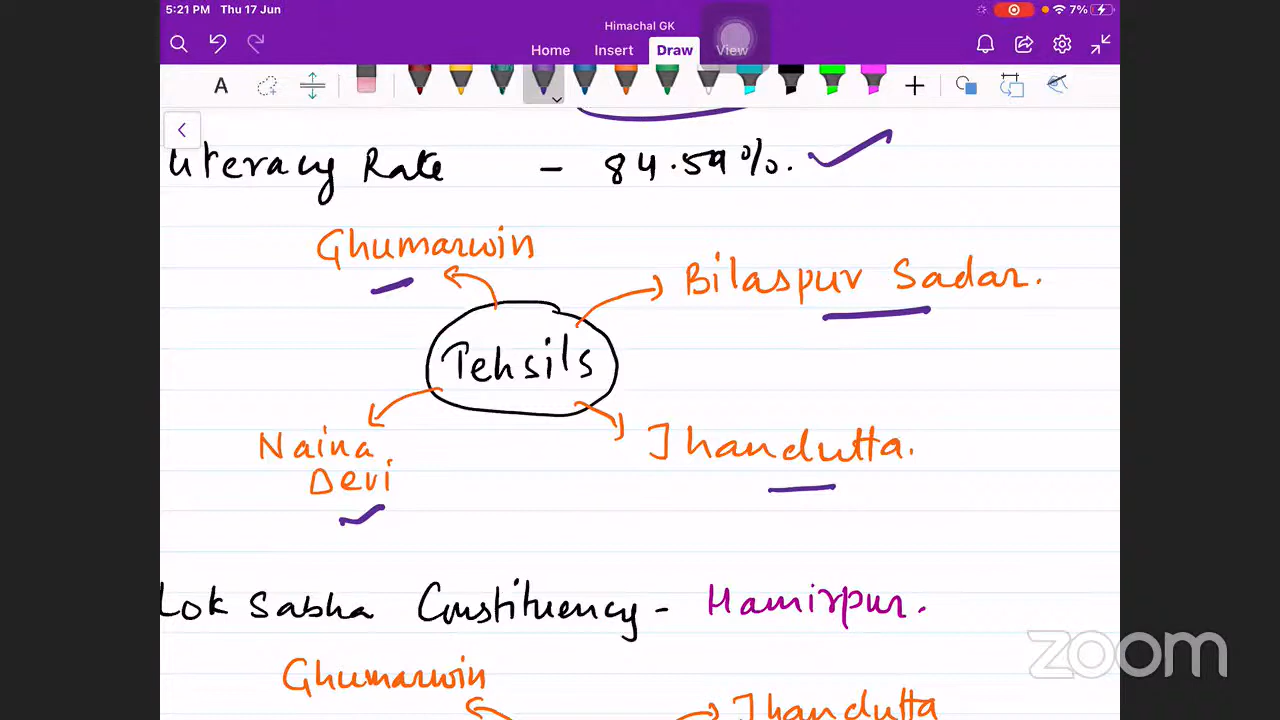 5:21 PM Thu 17 Jun
7%
Himachal GK
Home Insert Draw View
A
Literacy Rate - 84.59%.
Ghumarwin
Bilaspur Sadar.
Tehsils
Naina
Devi
Jhandutta.
Lok Sabha Constituency - Hamirpur.
zoom
Ghumarwin
Jhandutta